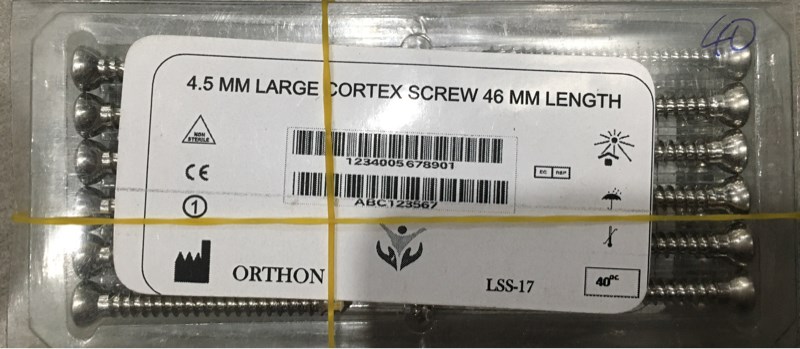 40
4.5 MM LARGE CORTEX SCREW 46 MM LENGTH
NON
STERILE
1234005678901
CE
EC REP
ABC123567
1
ORTHON
LSS-17
40PC